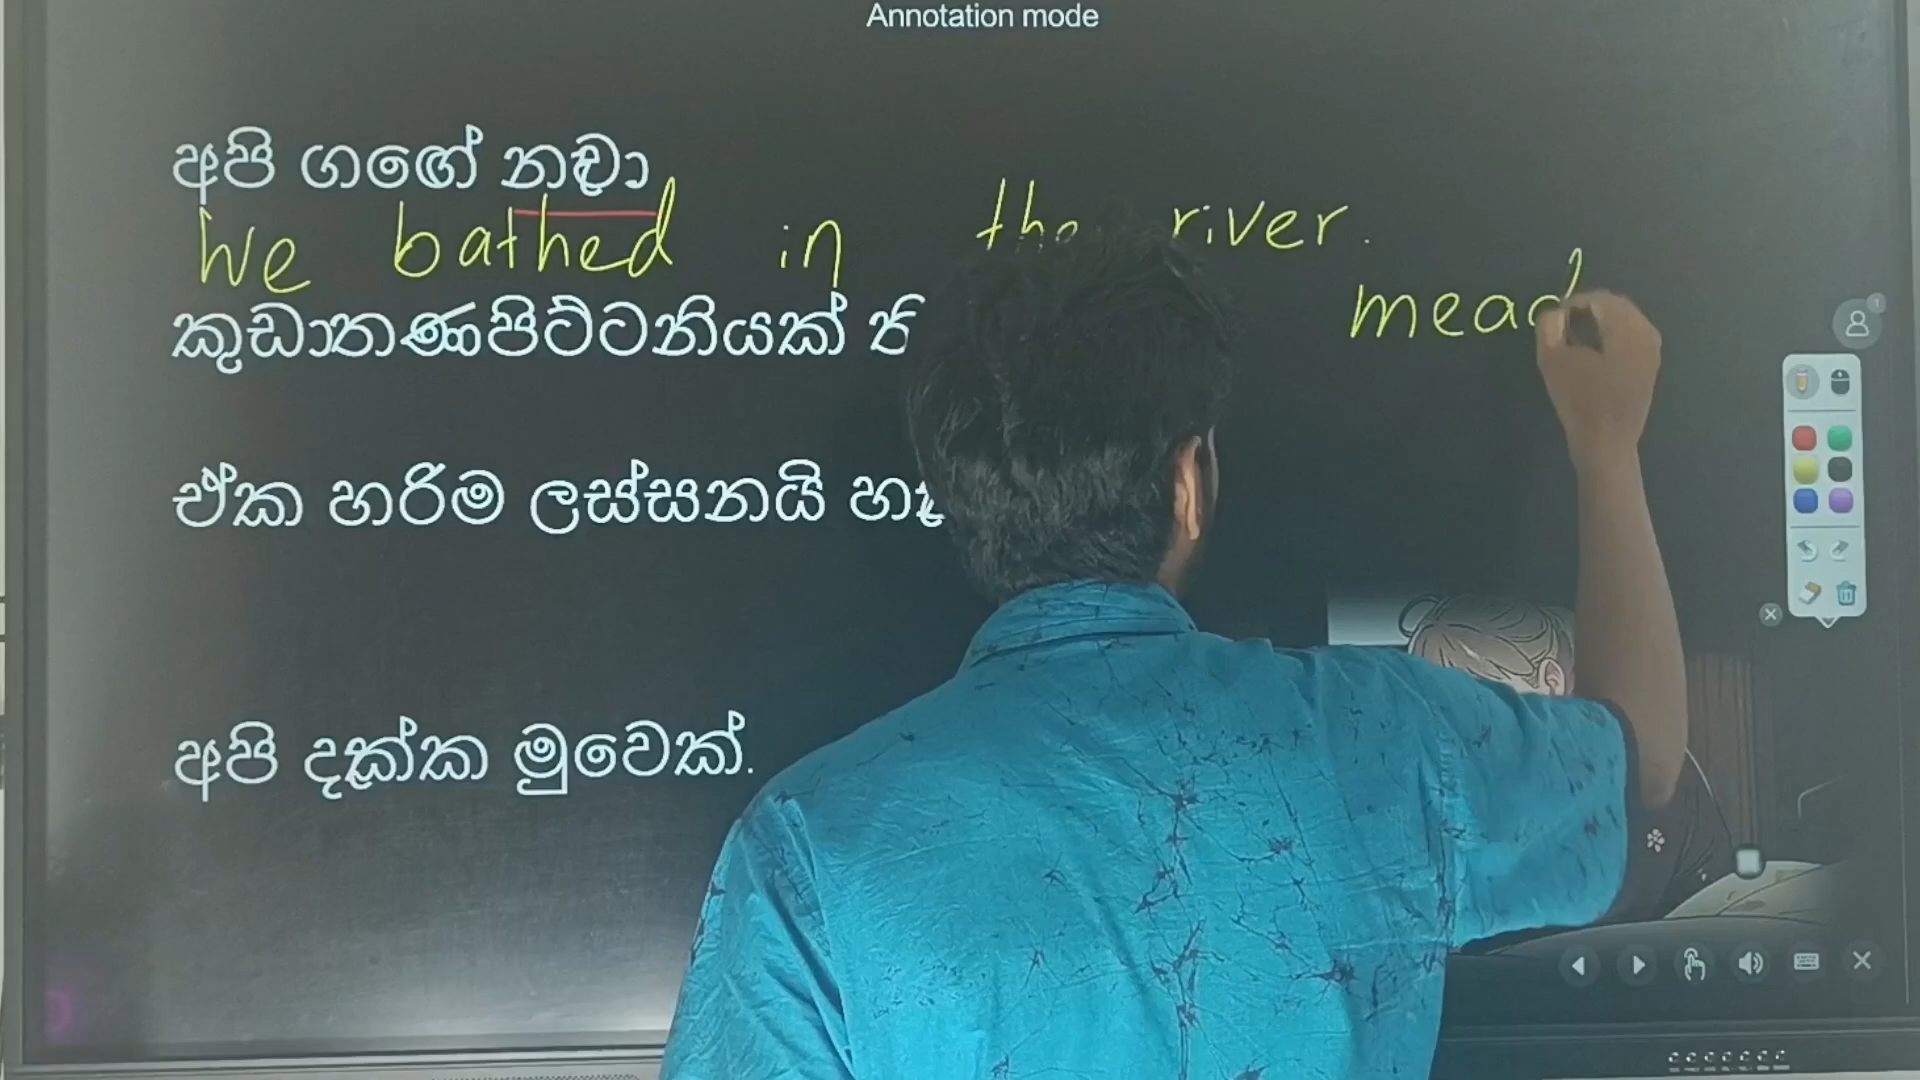 Annotation mode
අපි ගඟේ නෑවා
We bathed in the river.
mead
කුඩාතණපිට්ටනියක්
ඒක හරිම ලස්සනයි
අපි දැක්ක මුවෙක්.